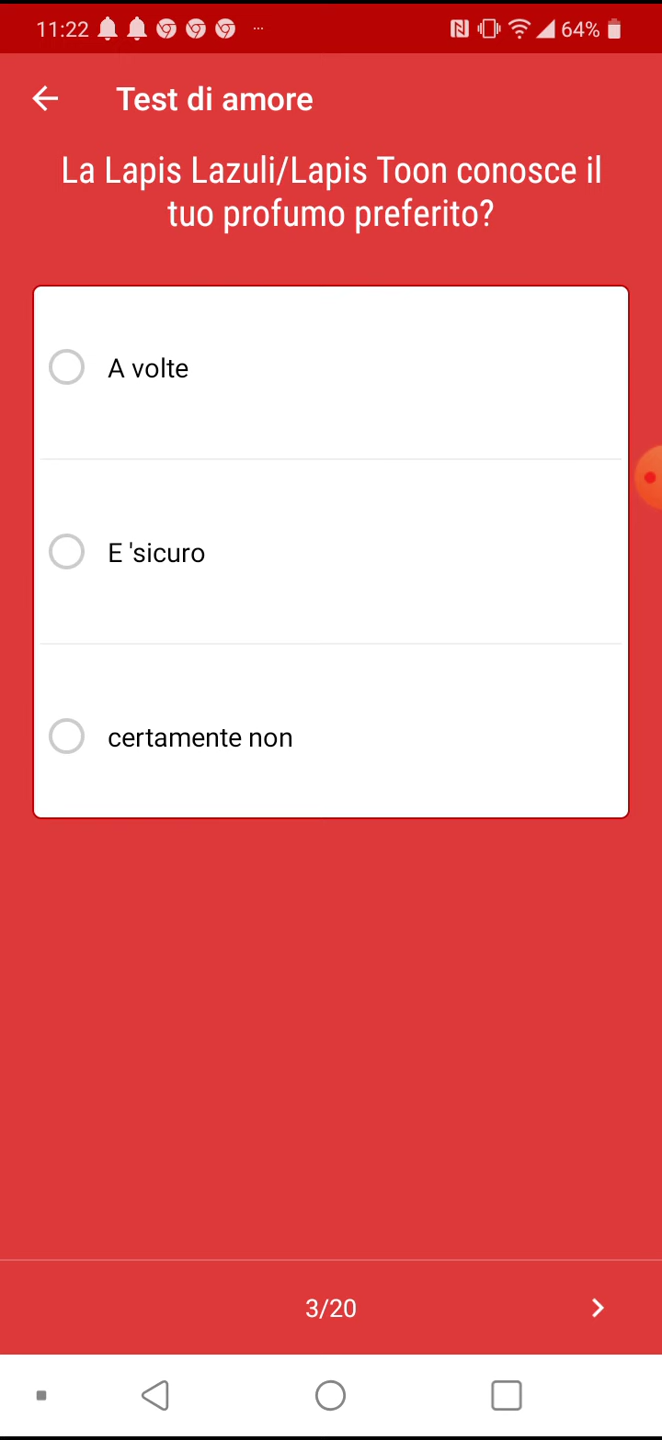 11:22
64%
Test di amore
La Lapis Lazuli/Lapis Toon conosce il
tuo profumo preferito?
A volte
E 'sicuro
certamente non
3/20